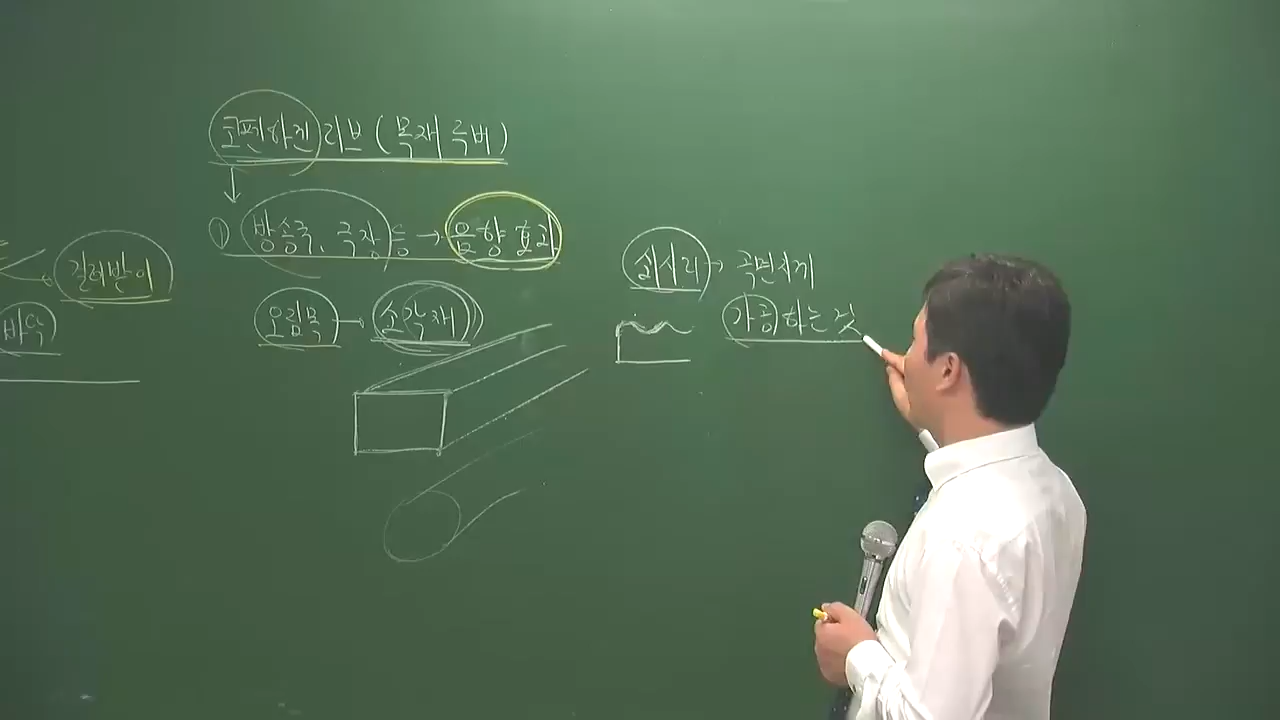 걸레받이
바닥
코펜하겐 리브 (목재 루버)
① 방송국, 극장 등 → 음향 효과
오림목 → 소각재
쇠시리 → 곡면지게
가공하는 것